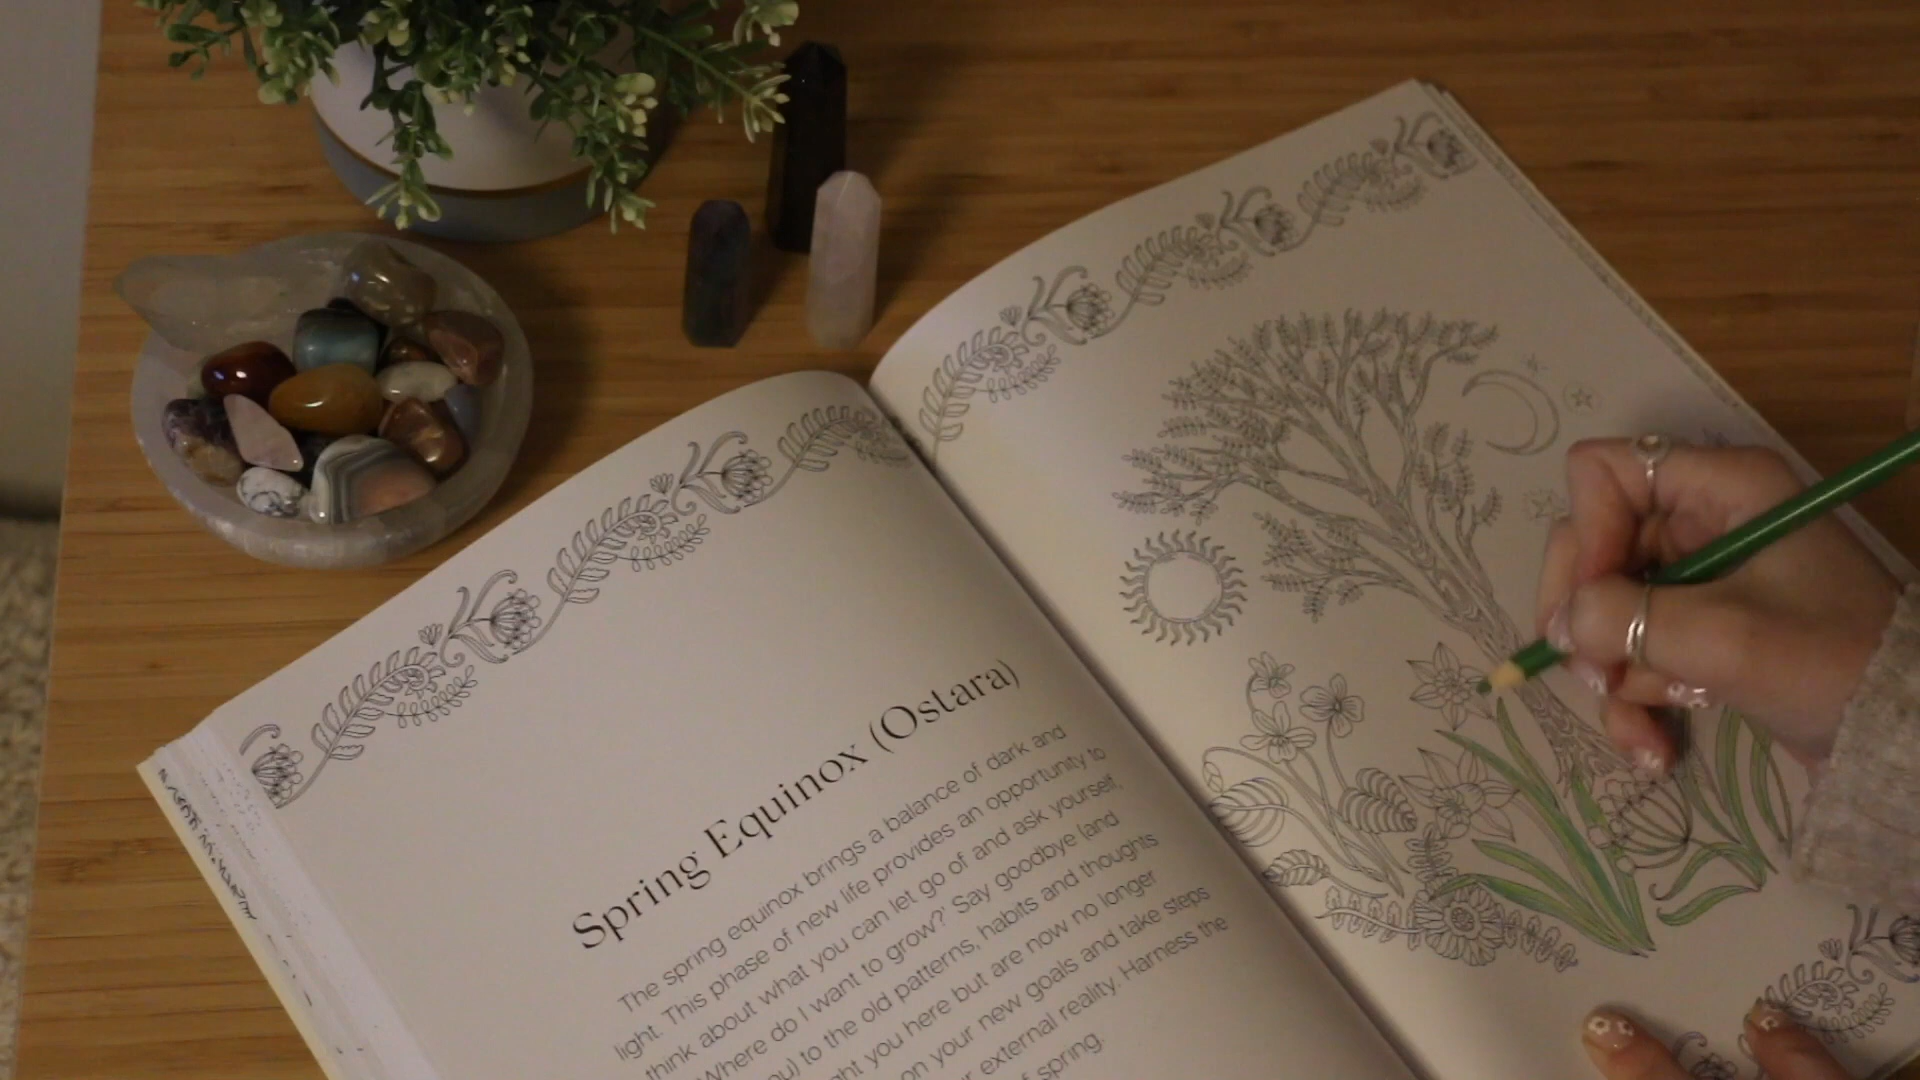 Spring Equinox (Ostara)
The spring equinox brings a balance of dark and
light. This phase of new life provides an opportunity to
think about what you can let go of and ask yourself,
Where do I want to grow?' Say goodbye (and
to the old patterns, habits and thoughts
you here but are now no longer
on your new goals and take steps
external reality. Harness the
spring.